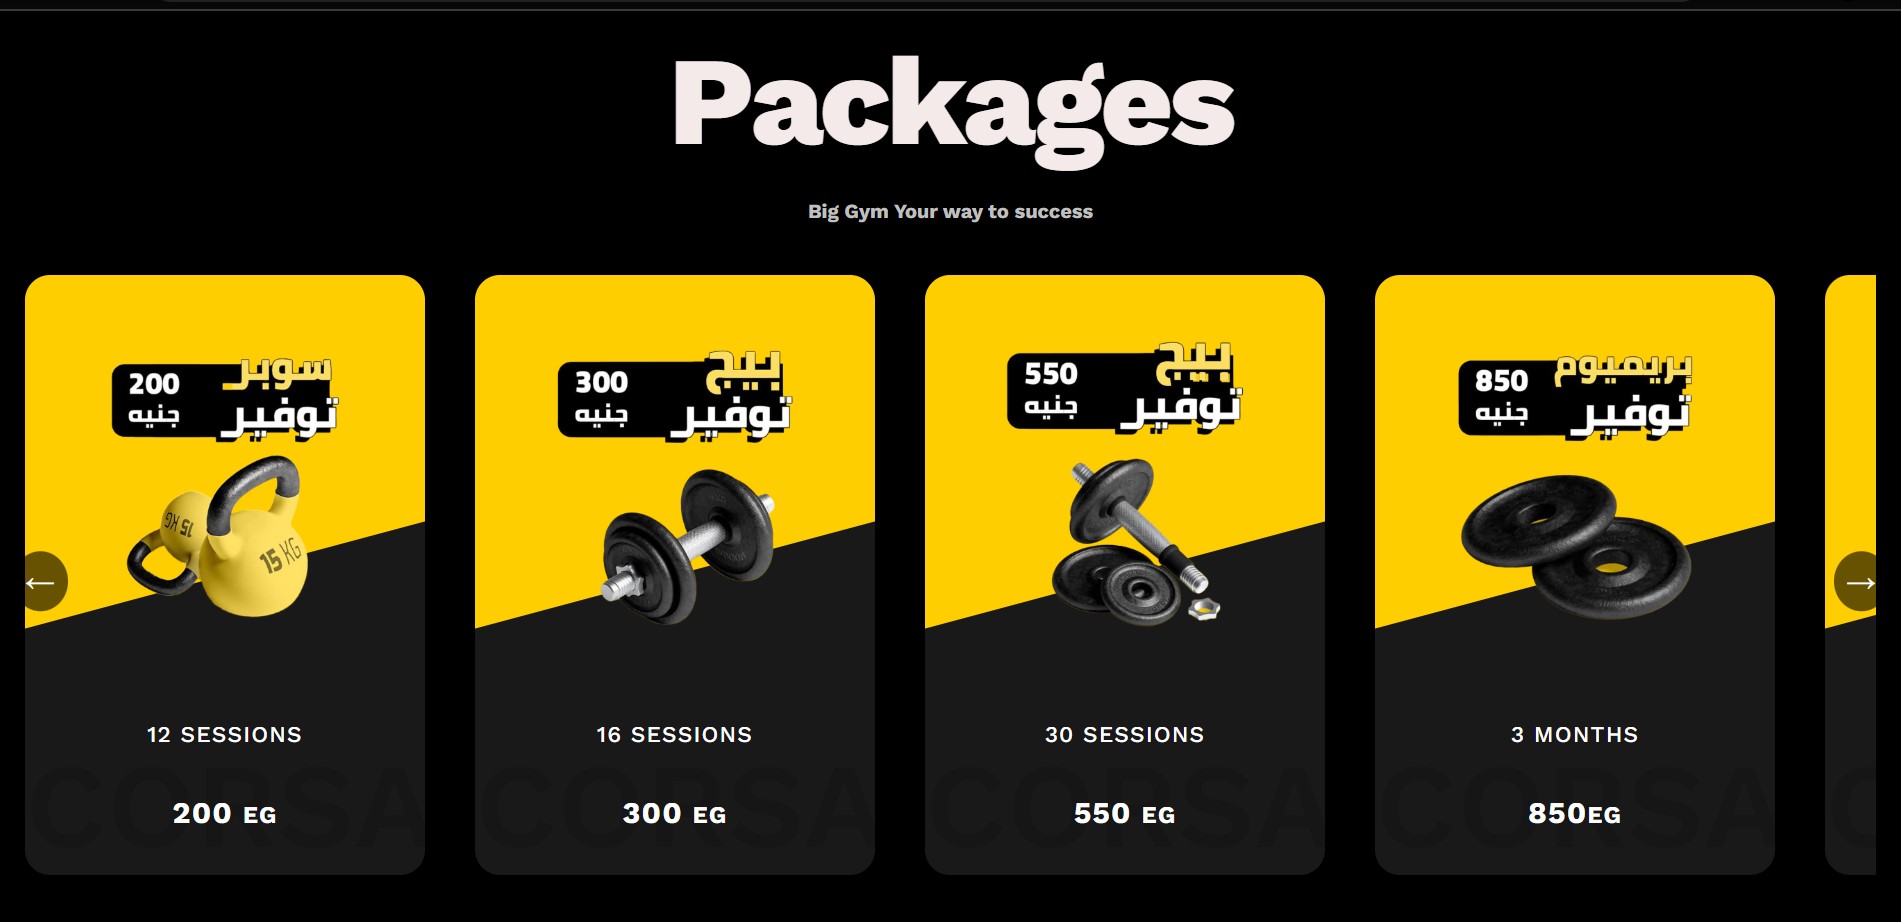 Packages
Big Gym Your way to success
سوبر
توفير
200
جنيه
15 KG
15 KG
12 SESSIONS
CORSA
200 EG
بيج
توفير
300
جنيه
16 SESSIONS
CORSA
300 EG
بيج
توفير
550
جنيه
30 SESSIONS
CORSA
550 EG
بريميوم
توفير
850
جنيه
3 MONTHS
CORSA
850EG
←
→